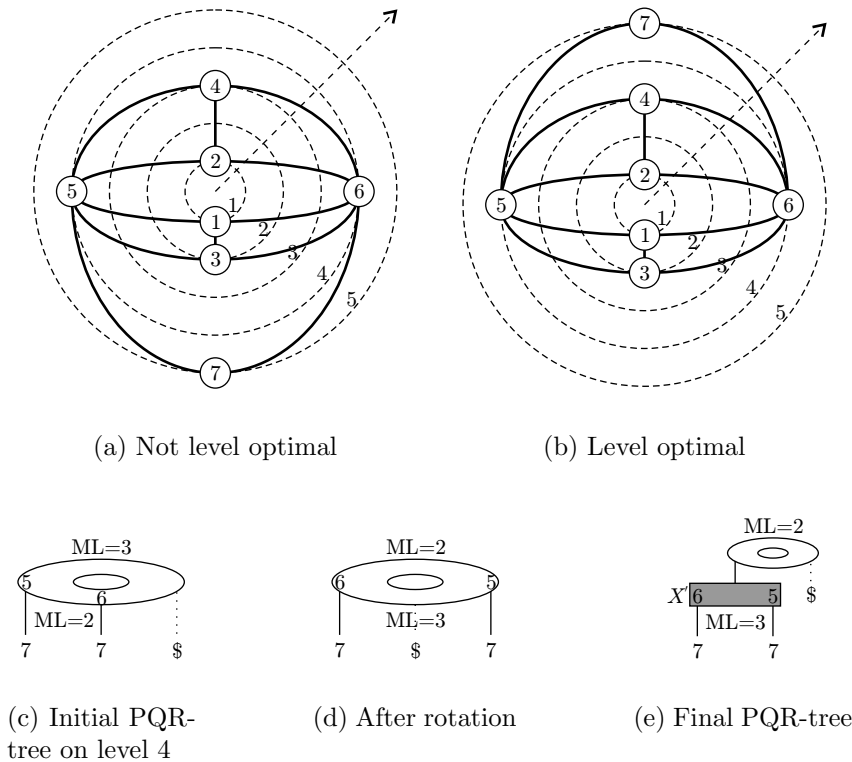 4
2
5
6
1
1
2
3
3
4
5
7
7
4
2
5
6
1
1
2
3
3
4
5
(a) Not level optimal
(b) Level optimal
ML=3
5
6
ML=2
7 7 $
(c) Initial PQR-
tree on level 4
ML=2
6 5
ML=3
7 $ 7
(d) After rotation
ML=2
X' 6 5 $
ML=3
7 7
(e) Final PQR-tree